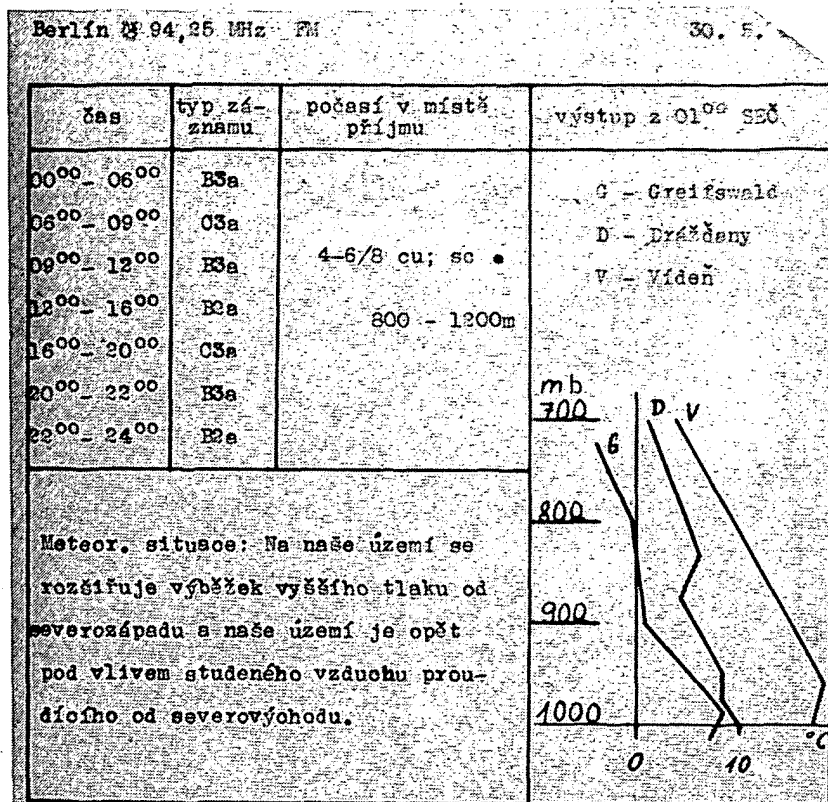 Berlín 94,25 MHz FM
30. 5.
čas
typ zá-
znamu
počasí v místě
příjmu
výstup z 01⁰⁰ SEČ
00⁰⁰ - 06⁰⁰ B3a
06⁰⁰ - 09⁰⁰ C3a
09⁰⁰ - 12⁰⁰ B3a
12⁰⁰ - 16⁰⁰ B2a
16⁰⁰ - 20⁰⁰ C3a
20⁰⁰ - 22⁰⁰ B3a
22⁰⁰ - 24⁰⁰ B2a
4-6/8 cu; sc •
800 - 1200m
G - Greifswald
D - Drážďany
V - Vídeň
mb
700
800
900
1000
G
D
V
0
10
°C
Meteor. situace: Na naše území se
rozšiřuje výběžek vyššího tlaku od
severozápadu a naše území je opět
pod vlivem studeného vzduchu prou-
dícího od severovýchodu.